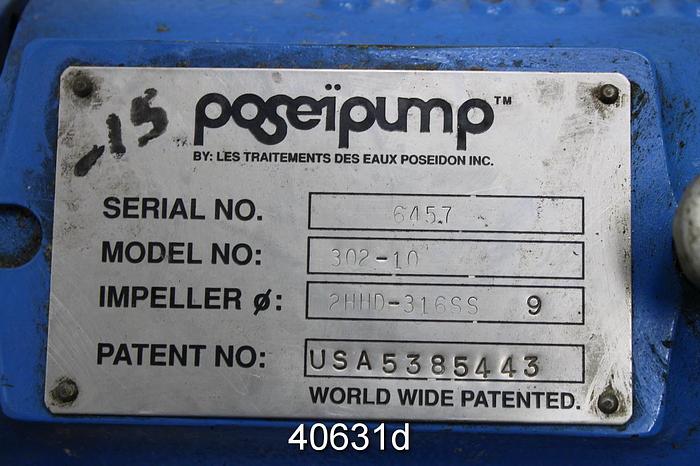 -15
poseïpump™
BY: LES TRAITEMENTS DES EAUX POSEIDON INC.
SERIAL NO. 6457
MODEL NO: 302-10
IMPELLER ø: 2HHD-316SS 9
PATENT NO: USA5385443
WORLD WIDE PATENTED.
40631d